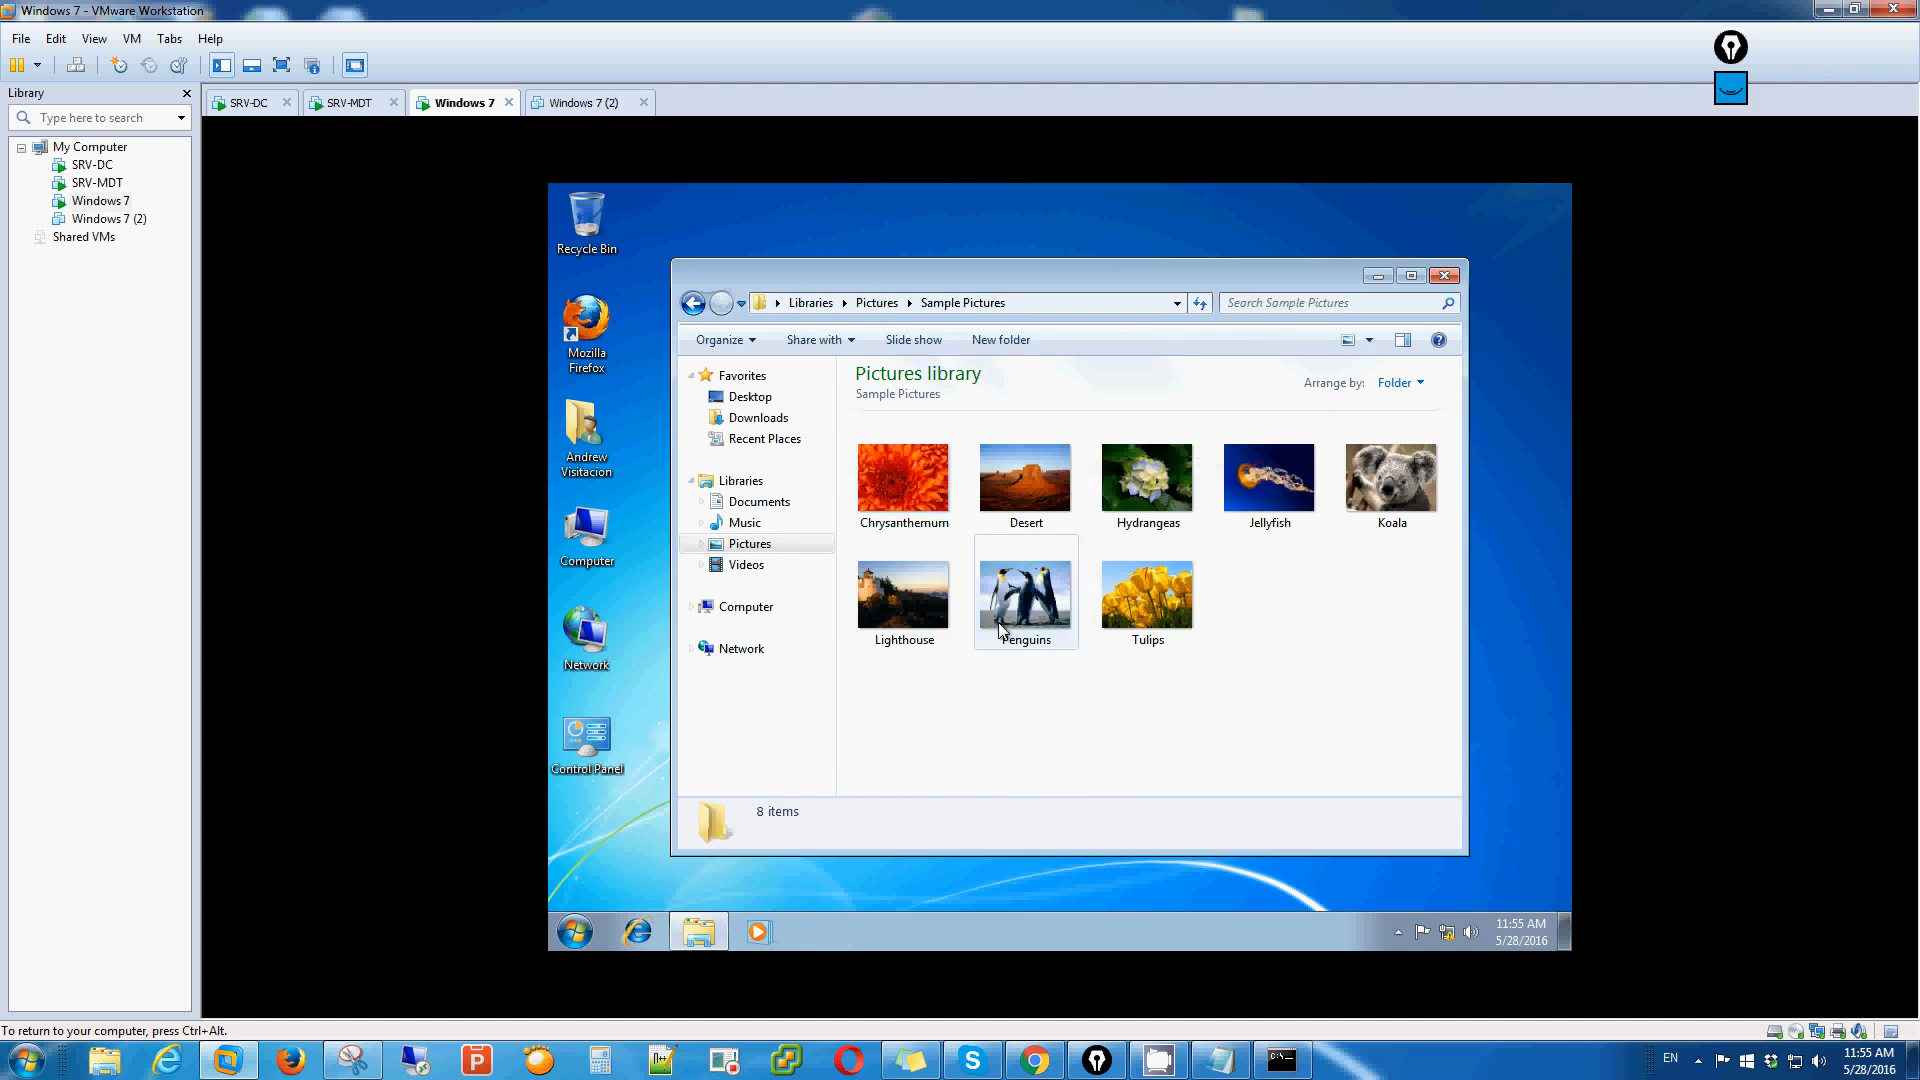 Windows 7 - VMware Workstation
File Edit View VM Tabs Help
Library
Type here to search
My Computer
SRV-DC
SRV-MDT
Windows 7
Windows 7 (2)
Shared VMs
SRV-DC SRV-MDT Windows 7 Windows 7 (2)
Recycle Bin
Mozilla
Firefox
Andrew
Visitacion
Computer
Network
Control Panel
Libraries Pictures Sample Pictures
Search Sample Pictures
Organize Share with Slide show New folder
Favorites
Desktop
Downloads
Recent Places
Libraries
Documents
Music
Pictures
Videos
Computer
Network
Pictures library
Sample Pictures
Arrange by: Folder
Chrysanthemum Desert Hydrangeas Jellyfish Koala
Lighthouse Penguins Tulips
8 items
11:55 AM
5/28/2016
To return to your computer, press Ctrl+Alt.
EN
11:55 AM
5/28/2016